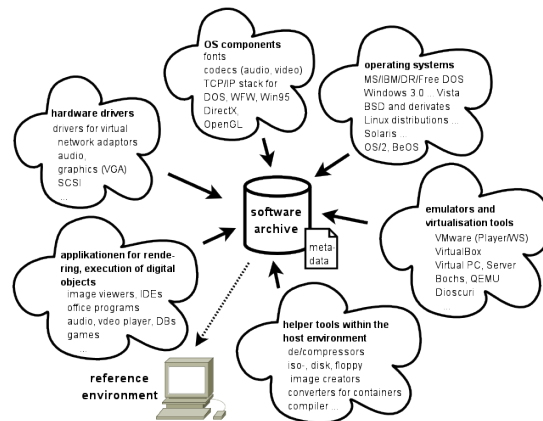 OS components
fonts
codecs (audio, video)
TCP/IP stack for
DOS, WFW, Win95
DirectX,
OpenGL
operating systems
MS/IBM/DR/Free DOS
Windows 3.0 ... Vista
BSD and derivates
Linux distributions ...
Solaris ...
OS/2, BeOS
hardware drivers
drivers for virtual
network adaptors
audio,
graphics (VGA)
SCSI
...
software
archive
meta-
data
emulators and
virtualisation tools
VMware (Player/WS)
VirtualBox
Virtual PC, Server
Bochs, QEMU
Dioscuri
applikationen for rende-
ring, execution of digital
objects
image viewers, IDEs
office programs
audio, vdeo player, DBs
games
...
helper tools within the
host environment
de/compressors
iso-, disk, floppy
image creators
converters for containers
compiler ...
reference
environment